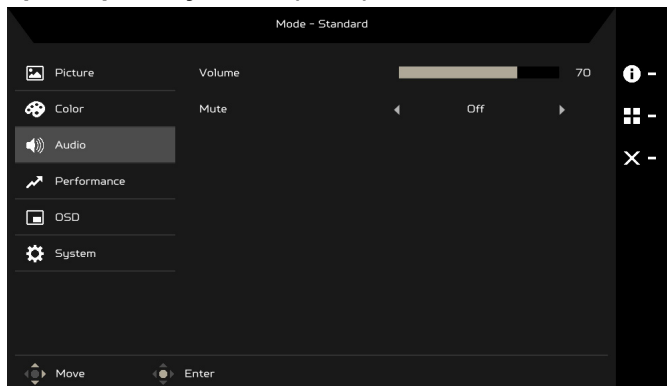 Mode - Standard
Picture
Volume 70
Color
Mute Off
Audio
Performance
OSD
System
Move Enter